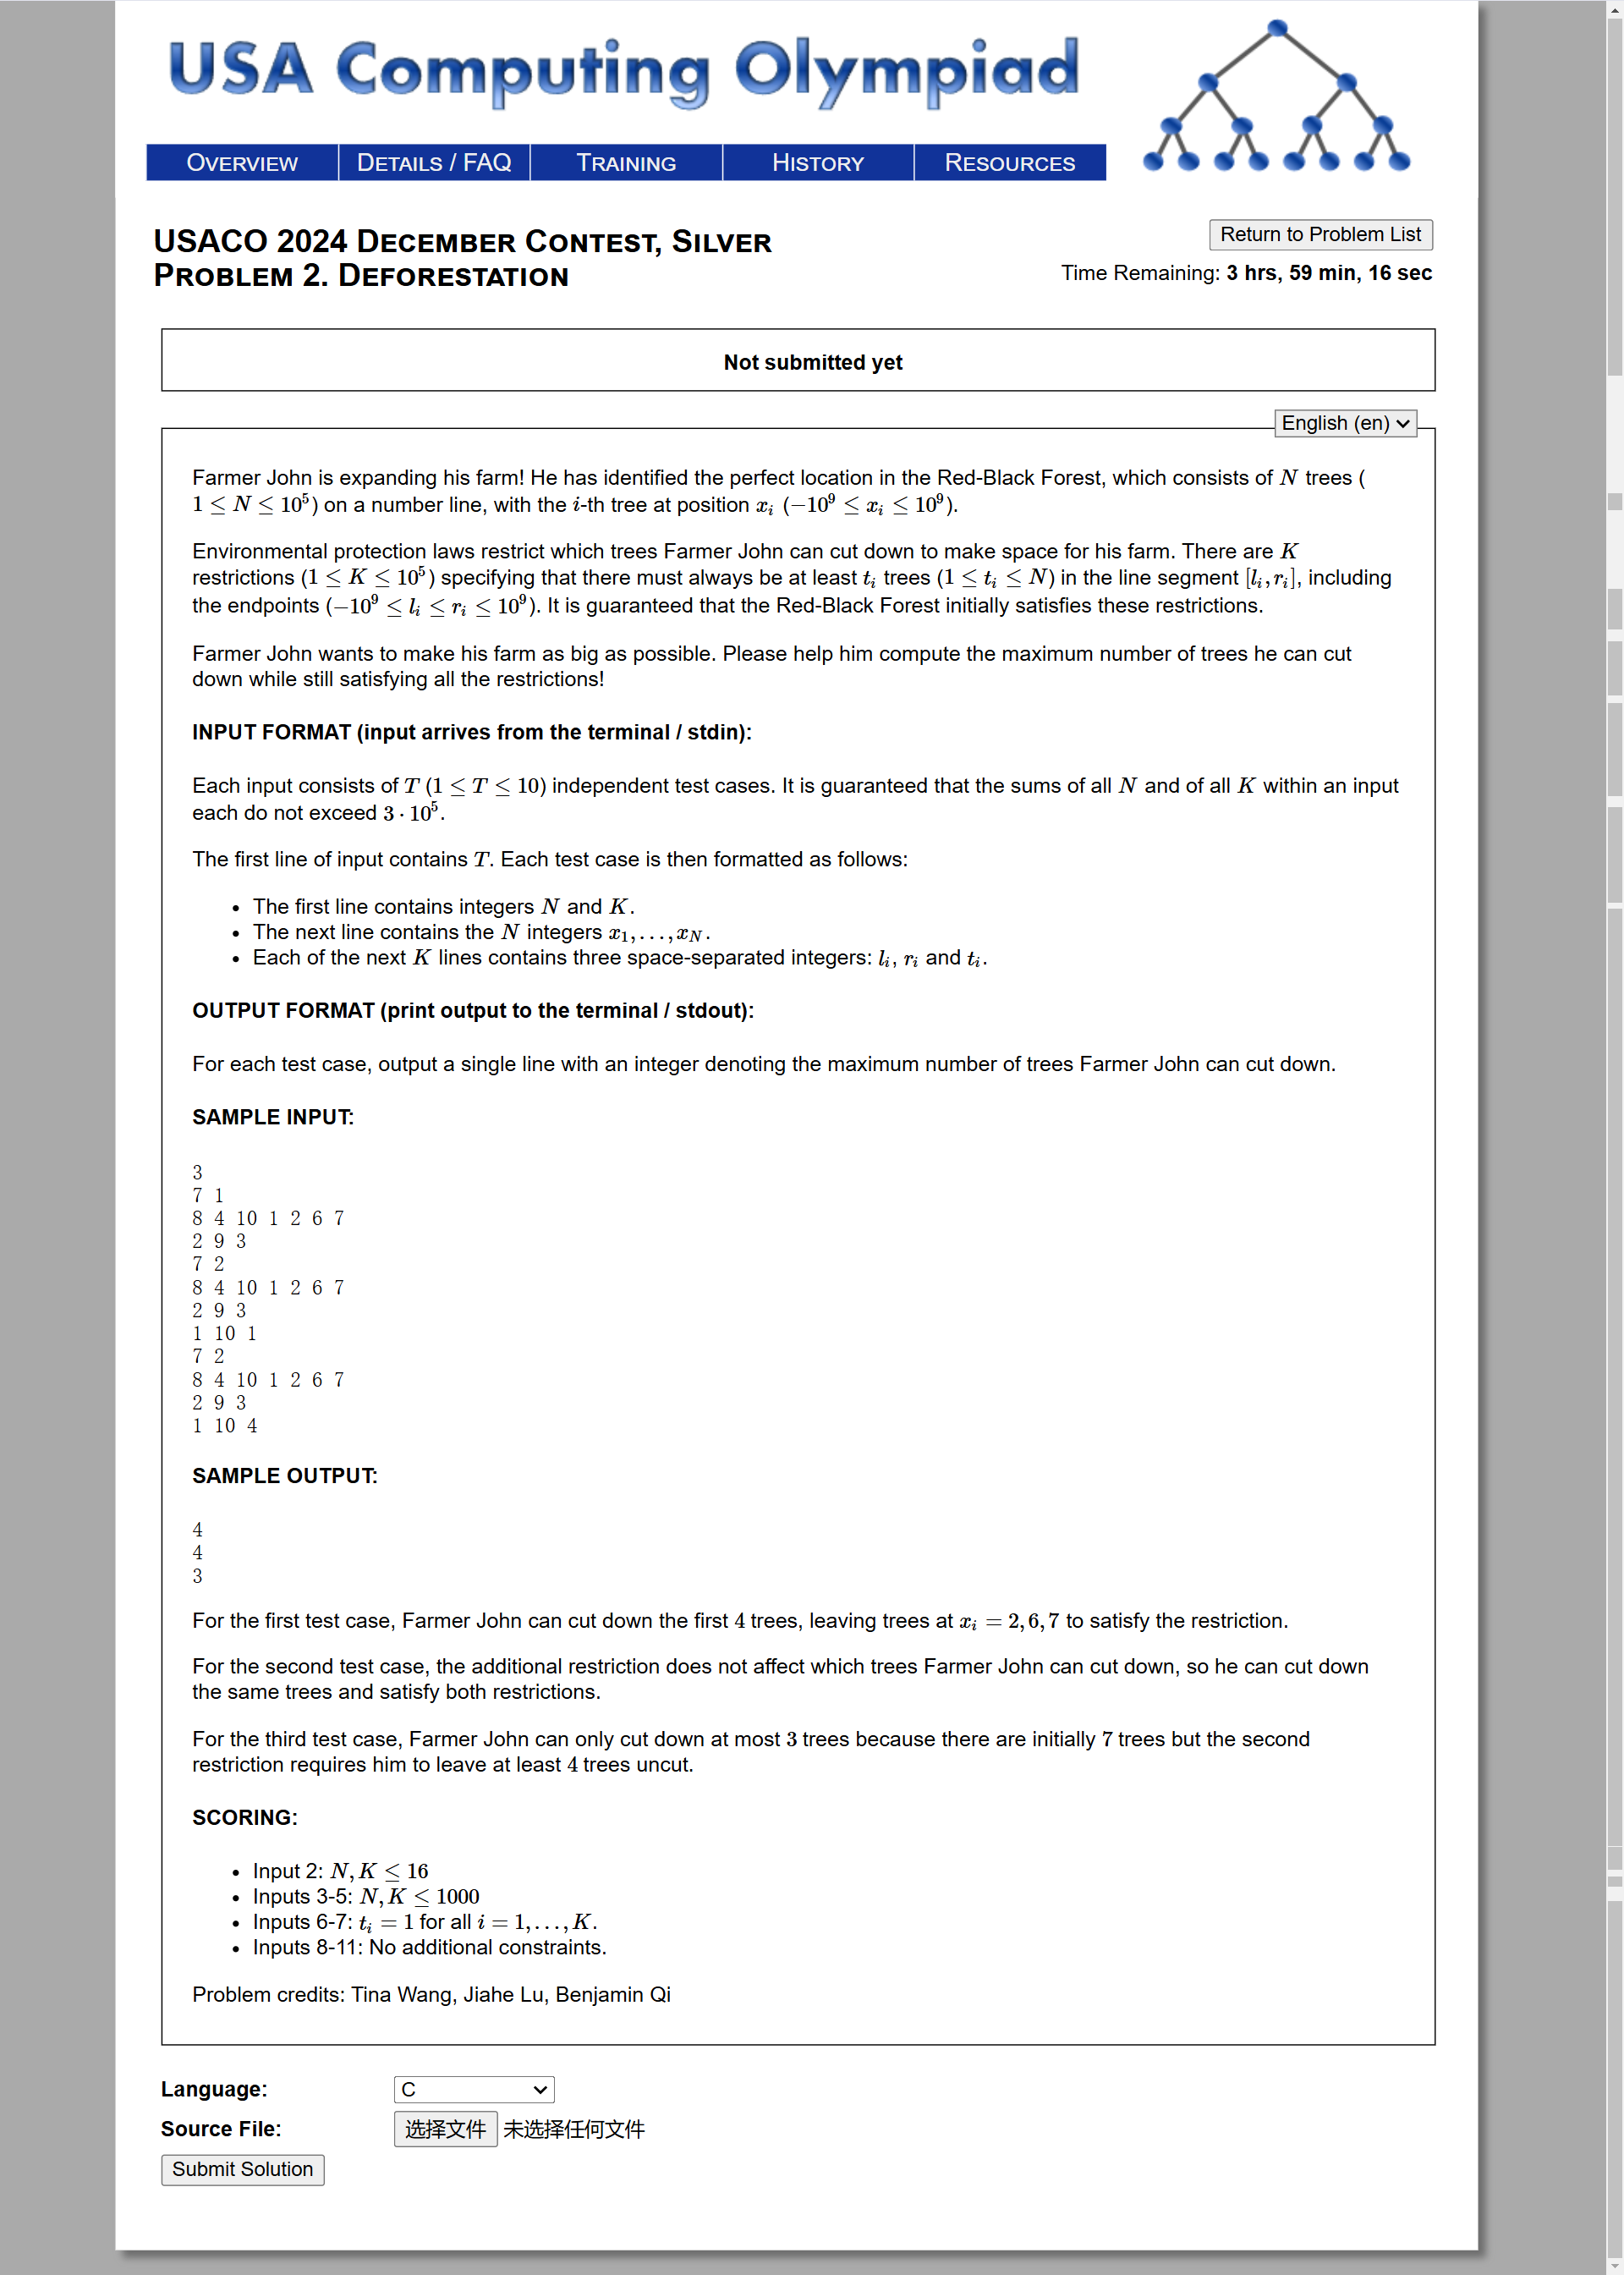 USA Computing Olympiad
OVERVIEW DETAILS / FAQ TRAINING HISTORY RESOURCES
USACO 2024 DECEMBER CONTEST, SILVER
PROBLEM 2. DEFORESTATION
Return to Problem List
Time Remaining: 3 hrs, 59 min, 16 sec
Not submitted yet
English (en)
Farmer John is expanding his farm! He has identified the perfect location in the Red-Black Forest, which consists of N trees (
1 ≤ N ≤ 10^5) on a number line, with the i-th tree at position x_i (−10^9 ≤ x_i ≤ 10^9).
Environmental protection laws restrict which trees Farmer John can cut down to make space for his farm. There are K
restrictions (1 ≤ K ≤ 10^5) specifying that there must always be at least t_i trees (1 ≤ t_i ≤ N) in the line segment [l_i, r_i], including
the endpoints (−10^9 ≤ l_i ≤ r_i ≤ 10^9). It is guaranteed that the Red-Black Forest initially satisfies these restrictions.
Farmer John wants to make his farm as big as possible. Please help him compute the maximum number of trees he can cut
down while still satisfying all the restrictions!
INPUT FORMAT (input arrives from the terminal / stdin):
Each input consists of T (1 ≤ T ≤ 10) independent test cases. It is guaranteed that the sums of all N and of all K within an input
each do not exceed 3 · 10^5.
The first line of input contains T. Each test case is then formatted as follows:
• The first line contains integers N and K.
• The next line contains the N integers x_1, ..., x_N.
• Each of the next K lines contains three space-separated integers: l_i, r_i and t_i.
OUTPUT FORMAT (print output to the terminal / stdout):
For each test case, output a single line with an integer denoting the maximum number of trees Farmer John can cut down.
SAMPLE INPUT:
3
7 1
8 4 10 1 2 6 7
2 9 3
7 2
8 4 10 1 2 6 7
2 9 3
1 10 1
7 2
8 4 10 1 2 6 7
2 9 3
1 10 4
SAMPLE OUTPUT:
4
4
3
For the first test case, Farmer John can cut down the first 4 trees, leaving trees at x_i = 2, 6, 7 to satisfy the restriction.
For the second test case, the additional restriction does not affect which trees Farmer John can cut down, so he can cut down
the same trees and satisfy both restrictions.
For the third test case, Farmer John can only cut down at most 3 trees because there are initially 7 trees but the second
restriction requires him to leave at least 4 trees uncut.
SCORING:
• Input 2: N, K ≤ 16
• Inputs 3-5: N, K ≤ 1000
• Inputs 6-7: t_i = 1 for all i = 1, ..., K.
• Inputs 8-11: No additional constraints.
Problem credits: Tina Wang, Jiahe Lu, Benjamin Qi
Language: C
Source File: 选择文件 未选择任何文件
Submit Solution